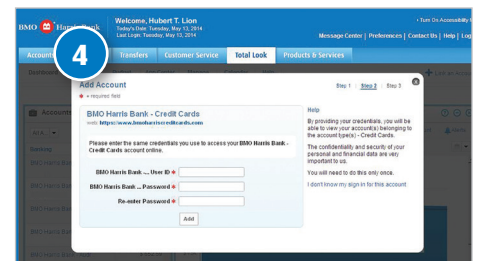 BMO Harris Bank
Welcome, Hubert T. Lion
Today's Date: Tuesday, May 13, 2014
Last Login: Tuesday, May 13, 2014
Turn On Accessibility
Message Center | Preferences | Contact Us | Help | Log
Accounts
Transfers
Customer Service
Total Look
Products & Services
4
Add Account
* = required field
Step 1 | Step 2 | Step 3
BMO Harris Bank - Credit Cards
web: https://www.bmoharriscreditcards.com
Please enter the same credentials you use to access your BMO Harris Bank -
Credit Cards account online.
BMO Harris Bank .... User ID *
BMO Harris Bank ... Password *
Re-enter Password *
Add
Help
By providing your credentials, you will be
able to view your account(s) belonging to
the account type(s) - Credit Cards.
The confidentiality and security of your
personal and financial data are very
important to us.
You will need to do this only once.
I don't know my sign in for this account
Accounts